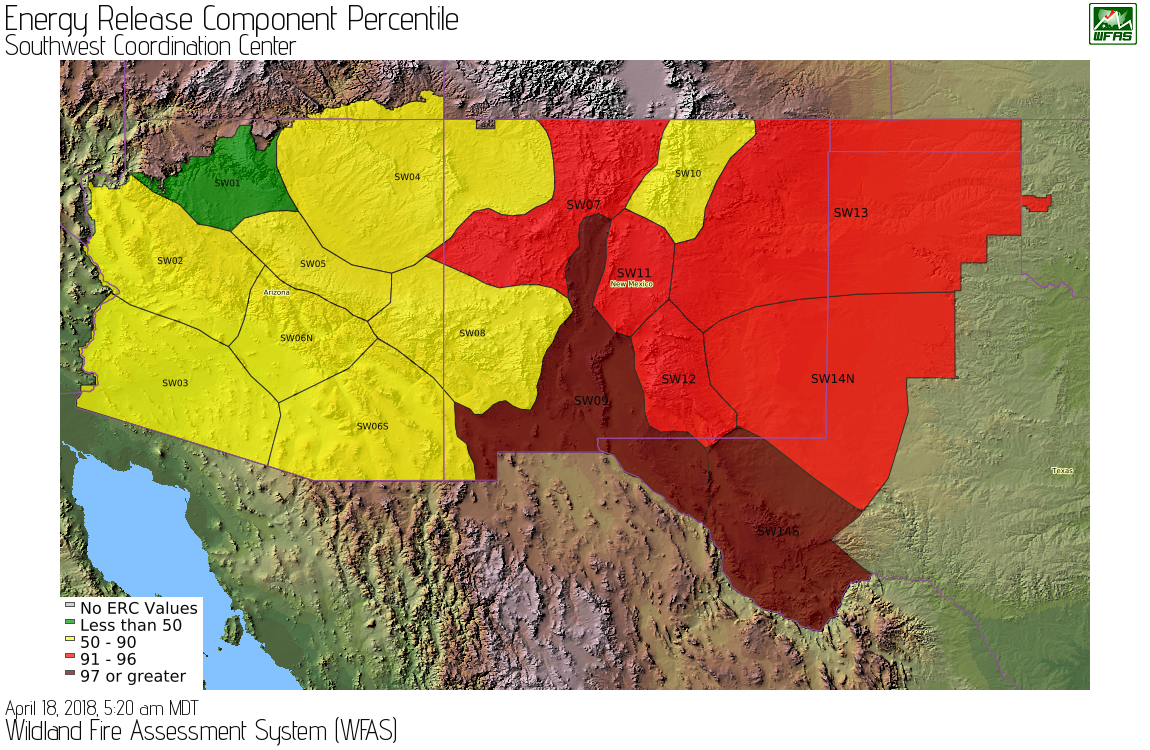 Energy Release Component Percentile
Southwest Coordination Center
WFAS
SW01
SW04
SW10
SW07
SW13
SW02
SW05
SW11
New Mexico
Arizona
SW06N
SW08
SW03
SW12
SW14N
SW09
SW06S
Texas
SW14S
No ERC Values
Less than 50
50 - 90
91 - 96
97 or greater
April 18, 2018, 5:20 am MDT
Wildland Fire Assessment System (WFAS)